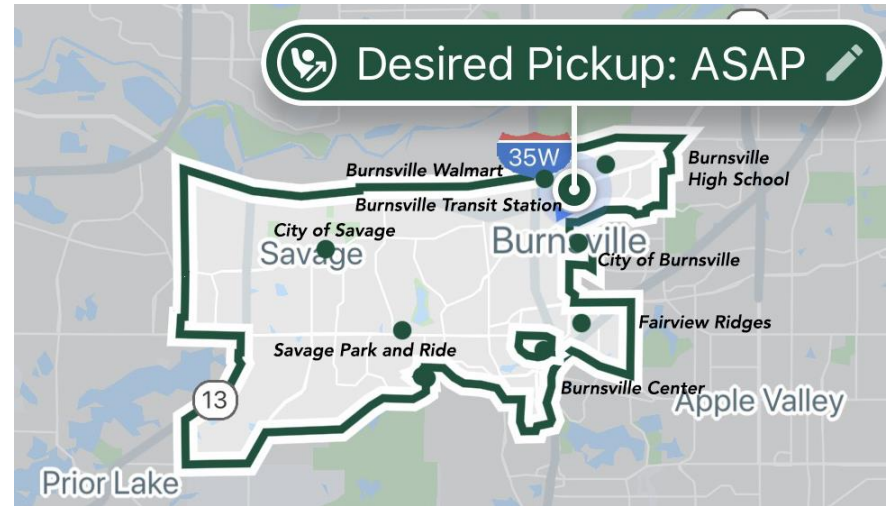 Desired Pickup: ASAP
35W
Burnsville Walmart
Burnsville
High School
Burnsville Transit Station
City of Savage
Savage
Burnsville
City of Burnsville
Fairview Ridges
Savage Park and Ride
Burnsville Center
13
Apple Valley
Prior Lake